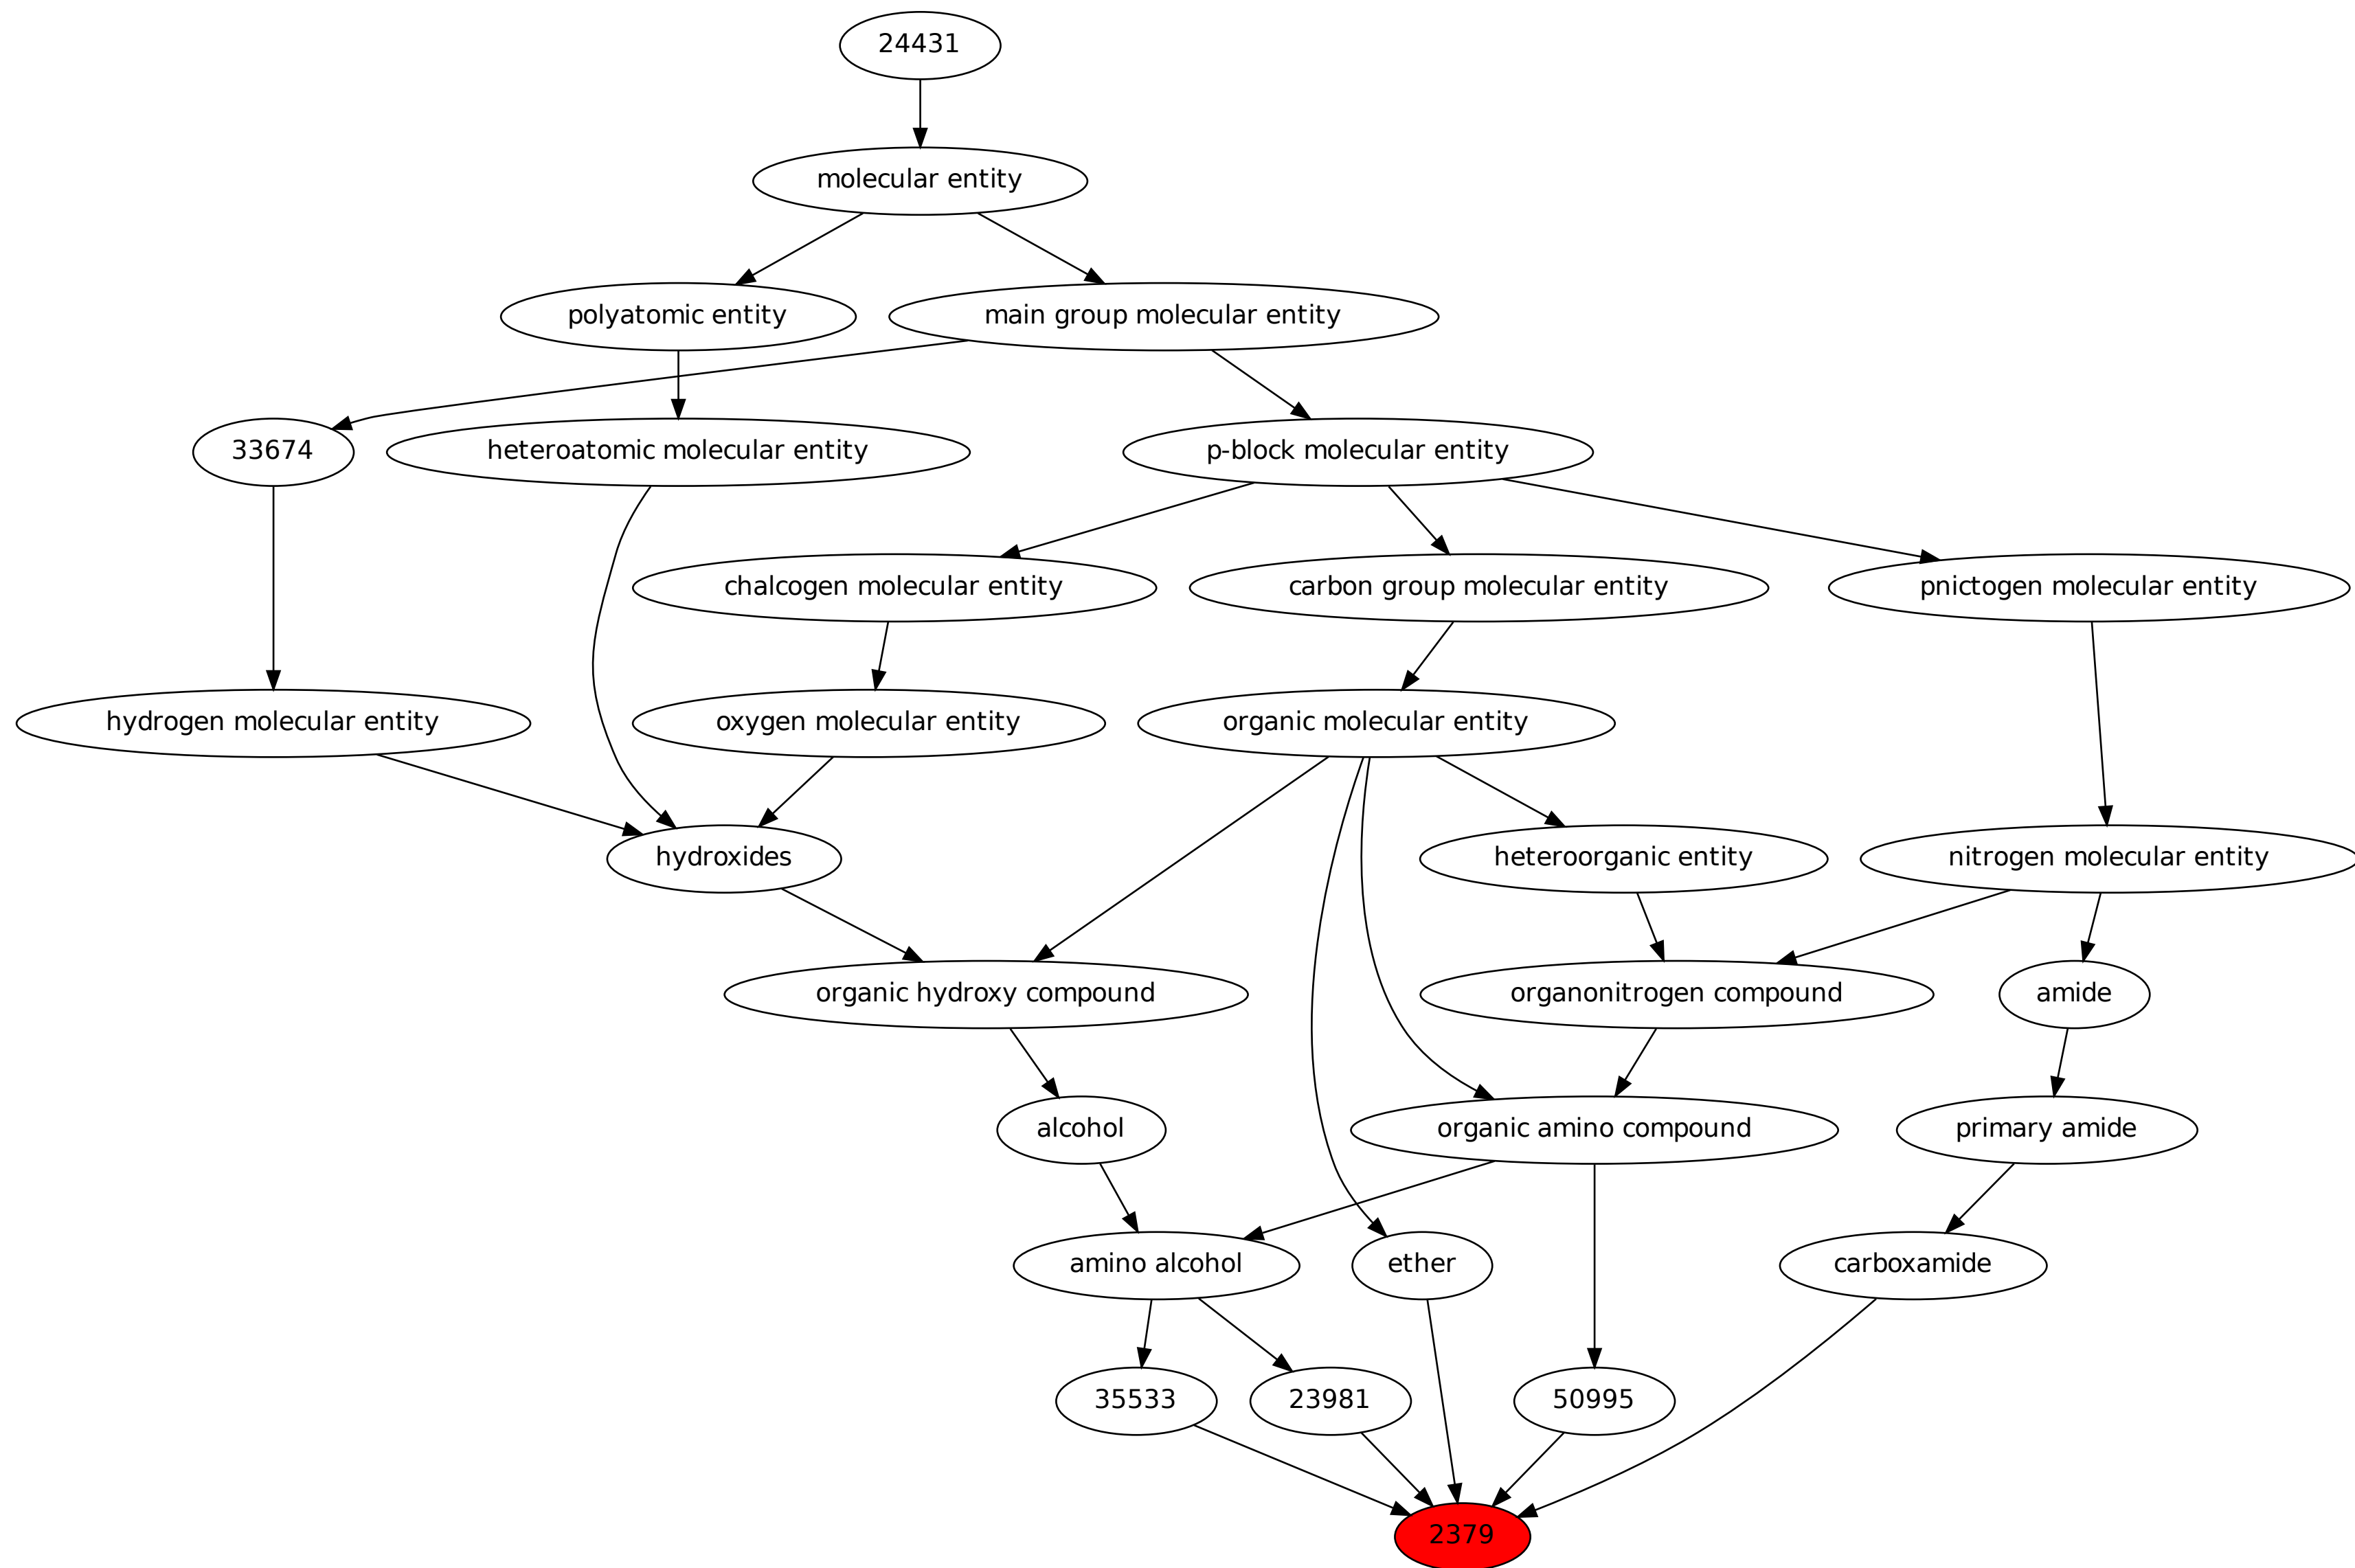 24431
molecular entity
polyatomic entity
main group molecular entity
33674
heteroatomic molecular entity
p-block molecular entity
chalcogen molecular entity
carbon group molecular entity
pnictogen molecular entity
hydrogen molecular entity
oxygen molecular entity
organic molecular entity
hydroxides
heteroorganic entity
nitrogen molecular entity
organic hydroxy compound
organonitrogen compound
amide
alcohol
organic amino compound
primary amide
amino alcohol
ether
carboxamide
35533
23981
50995
2379